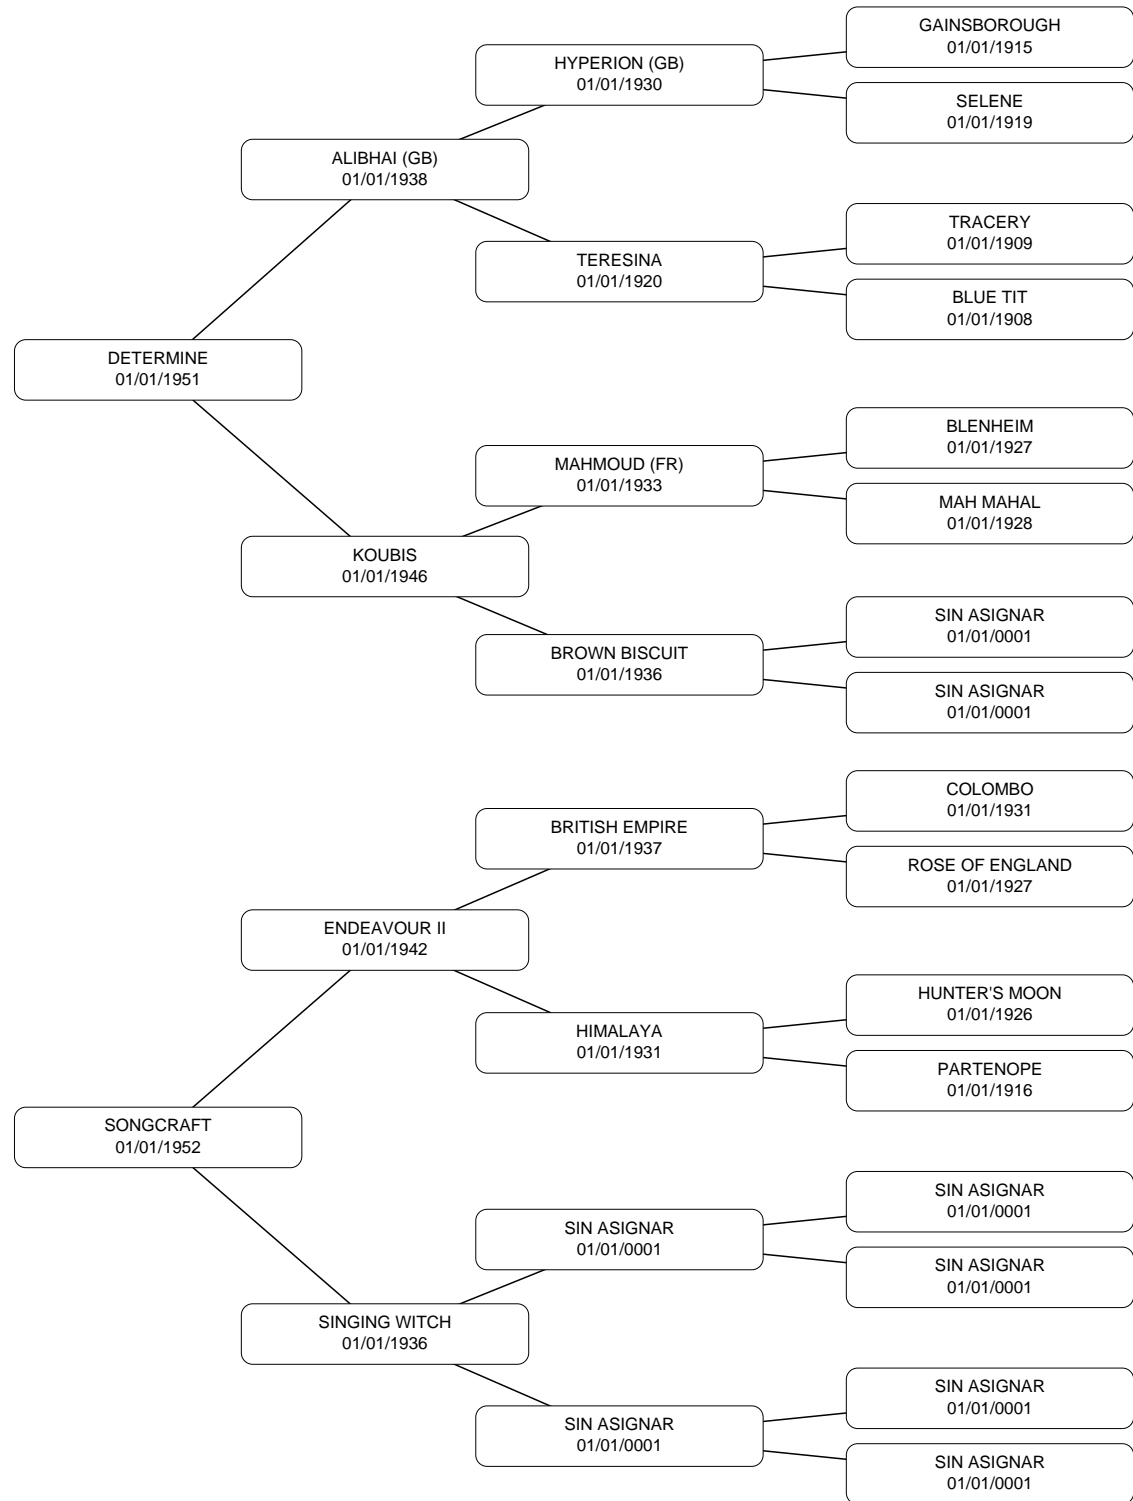 GAINSBOROUGH
01/01/1915
HYPERION (GB)
01/01/1930
SELENE
01/01/1919
ALIBHAI (GB)
01/01/1938
TRACERY
01/01/1909
TERESINA
01/01/1920
BLUE TIT
01/01/1908
DETERMINE
01/01/1951
BLENHEIM
01/01/1927
MAHMOUD (FR)
01/01/1933
MAH MAHAL
01/01/1928
KOUBIS
01/01/1946
SIN ASIGNAR
01/01/0001
BROWN BISCUIT
01/01/1936
SIN ASIGNAR
01/01/0001
COLOMBO
01/01/1931
BRITISH EMPIRE
01/01/1937
ROSE OF ENGLAND
01/01/1927
ENDEAVOUR II
01/01/1942
HUNTER'S MOON
01/01/1926
HIMALAYA
01/01/1931
PARTENOPE
01/01/1916
SONGCRAFT
01/01/1952
SIN ASIGNAR
01/01/0001
SIN ASIGNAR
01/01/0001
SIN ASIGNAR
01/01/0001
SINGING WITCH
01/01/1936
SIN ASIGNAR
01/01/0001
SIN ASIGNAR
01/01/0001
SIN ASIGNAR
01/01/0001